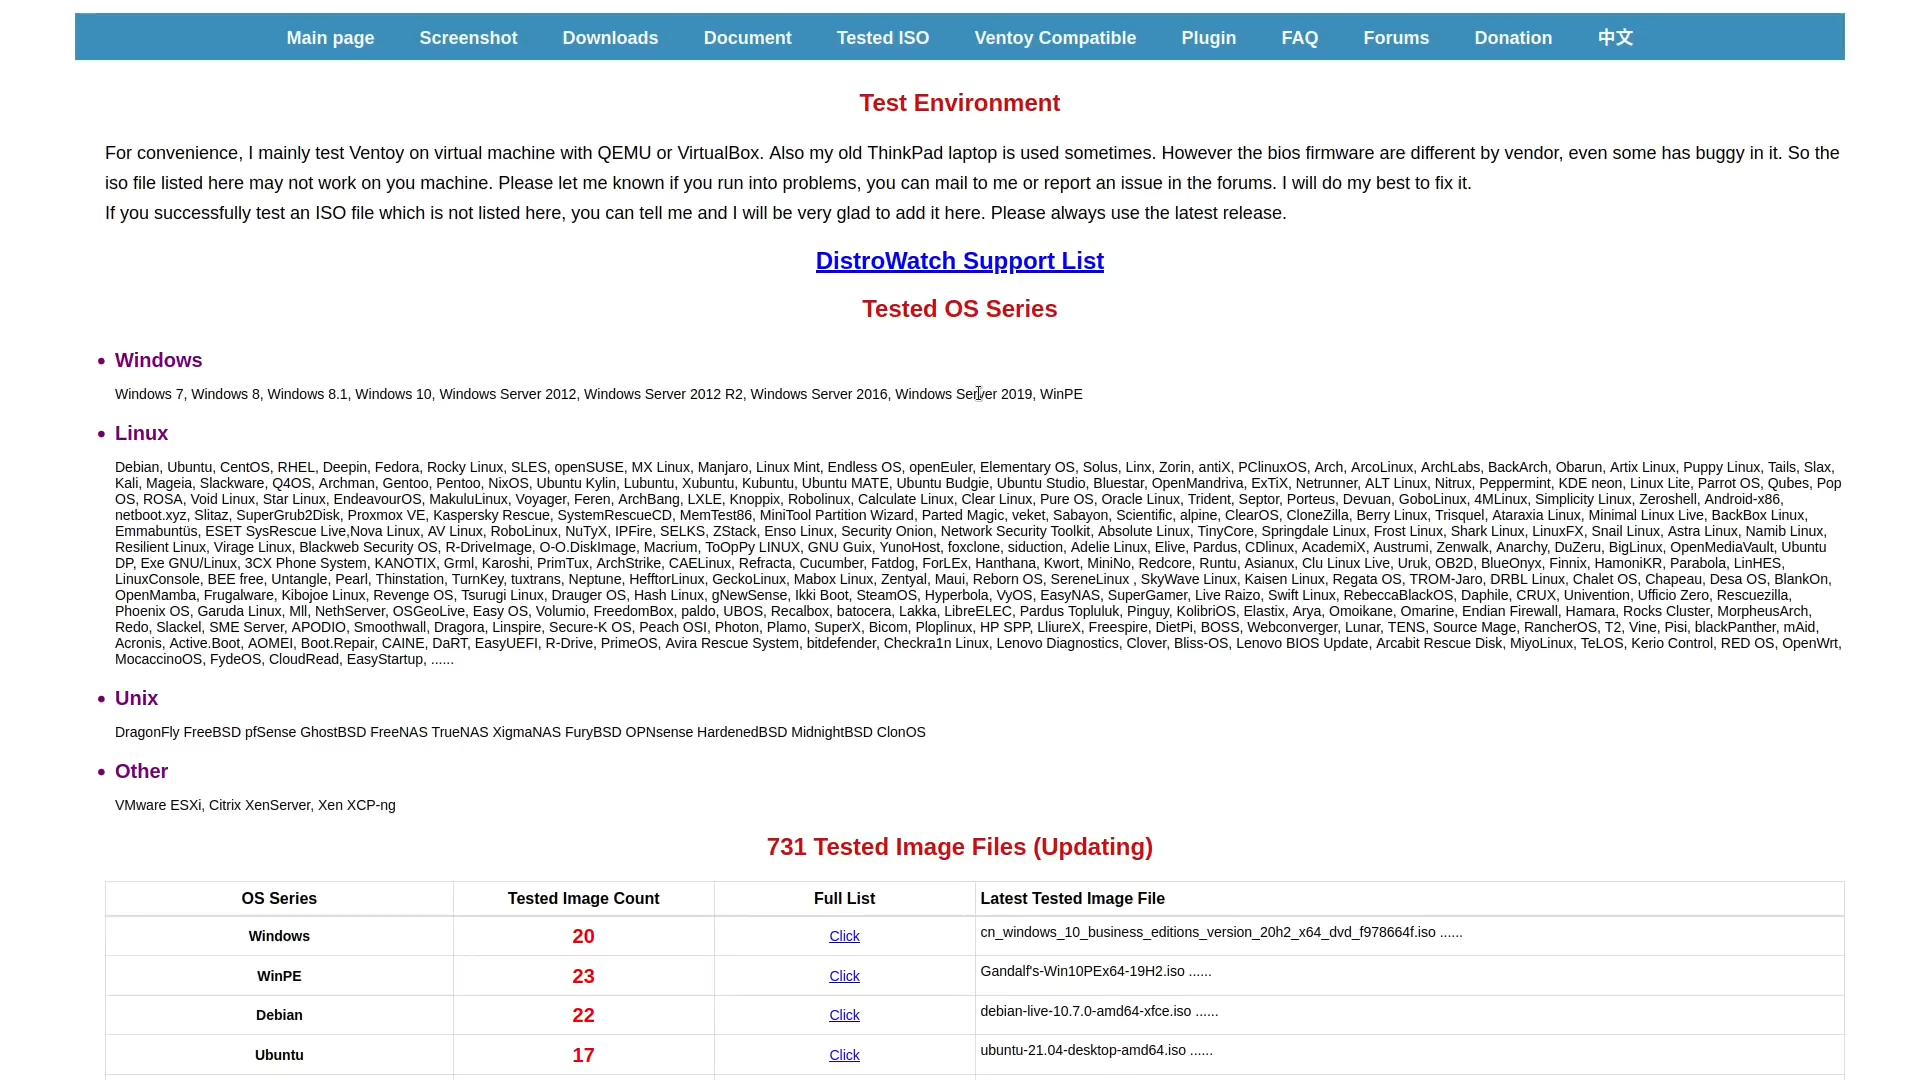 Main page Screenshot Downloads Document Tested ISO Ventoy Compatible Plugin FAQ Forums Donation 中文
Test Environment
For convenience, I mainly test Ventoy on virtual machine with QEMU or VirtualBox. Also my old ThinkPad laptop is used sometimes. However the bios firmware are different by vendor, even some has buggy in it. So the
iso file listed here may not work on you machine. Please let me known if you run into problems, you can mail to me or report an issue in the forums. I will do my best to fix it.
If you successfully test an ISO file which is not listed here, you can tell me and I will be very glad to add it here. Please always use the latest release.
DistroWatch Support List
Tested OS Series
• Windows
Windows 7, Windows 8, Windows 8.1, Windows 10, Windows Server 2012, Windows Server 2012 R2, Windows Server 2016, Windows Server 2019, WinPE
• Linux
Debian, Ubuntu, CentOS, RHEL, Deepin, Fedora, Rocky Linux, SLES, openSUSE, MX Linux, Manjaro, Linux Mint, Endless OS, openEuler, Elementary OS, Solus, Linx, Zorin, antiX, PClinuxOS, Arch, ArcoLinux, ArchLabs, BackArch, Obarun, Artix Linux, Puppy Linux, Tails, Slax,
Kali, Mageia, Slackware, Q4OS, Archman, Gentoo, Pentoo, NixOS, Ubuntu Kylin, Lubuntu, Xubuntu, Kubuntu, Ubuntu MATE, Ubuntu Budgie, Ubuntu Studio, Bluestar, OpenMandriva, ExTiX, Netrunner, ALT Linux, Nitrux, Peppermint, KDE neon, Linux Lite, Parrot OS, Qubes, Pop
OS, ROSA, Void Linux, Star Linux, EndeavourOS, MakuluLinux, Voyager, Feren, ArchBang, LXLE, Knoppix, Robolinux, Calculate Linux, Clear Linux, Pure OS, Oracle Linux, Trident, Septor, Porteus, Devuan, GoboLinux, 4MLinux, Simplicity Linux, Zeroshell, Android-x86,
netboot.xyz, Slitaz, SuperGrub2Disk, Proxmox VE, Kaspersky Rescue, SystemRescueCD, MemTest86, MiniTool Partition Wizard, Parted Magic, veket, Sabayon, Scientific, alpine, ClearOS, CloneZilla, Berry Linux, Trisquel, Ataraxia Linux, Minimal Linux Live, BackBox Linux,
Emmabuntüs, ESET SysRescue Live,Nova Linux, AV Linux, RoboLinux, NuTyX, IPFire, SELKS, ZStack, Enso Linux, Security Onion, Network Security Toolkit, Absolute Linux, TinyCore, Springdale Linux, Frost Linux, Shark Linux, LinuxFX, Snail Linux, Astra Linux, Namib Linux,
Resilient Linux, Virage Linux, Blackweb Security OS, R-DriveImage, O-O.DiskImage, Macrium, ToOpPy LINUX, GNU Guix, YunoHost, foxclone, siduction, Adelie Linux, Elive, Pardus, CDlinux, AcademiX, Austrumi, Zenwalk, Anarchy, DuZeru, BigLinux, OpenMediaVault, Ubuntu
DP, Exe GNU/Linux, 3CX Phone System, KANOTIX, Grml, Karoshi, PrimTux, ArchStrike, CAELinux, Refracta, Cucumber, Fatdog, ForLEx, Hanthana, Kwort, MiniNo, Redcore, Runtu, Asianux, Clu Linux Live, Uruk, OB2D, BlueOnyx, Finnix, HamoniKR, Parabola, LinHES,
LinuxConsole, BEE free, Untangle, Pearl, Thinstation, TurnKey, tuxtrans, Neptune, HefftorLinux, GeckoLinux, Mabox Linux, Zentyal, Maui, Reborn OS, SereneLinux , SkyWave Linux, Kaisen Linux, Regata OS, TROM-Jaro, DRBL Linux, Chalet OS, Chapeau, Desa OS, BlankOn,
OpenMamba, Frugalware, Kibojoe Linux, Revenge OS, Tsurugi Linux, Drauger OS, Hash Linux, gNewSense, Ikki Boot, SteamOS, Hyperbola, VyOS, EasyNAS, SuperGamer, Live Raizo, Swift Linux, RebeccaBlackOS, Daphile, CRUX, Univention, Ufficio Zero, Rescuezilla,
Phoenix OS, Garuda Linux, Mll, NethServer, OSGeoLive, Easy OS, Volumio, FreedomBox, paldo, UBOS, Recalbox, batocera, Lakka, LibreELEC, Pardus Topluluk, Pinguy, KolibriOS, Elastix, Arya, Omoikane, Omarine, Endian Firewall, Hamara, Rocks Cluster, MorpheusArch,
Redo, Slackel, SME Server, APODIO, Smoothwall, Dragora, Linspire, Secure-K OS, Peach OSI, Photon, Plamo, SuperX, Bicom, Ploplinux, HP SPP, LliureX, Freespire, DietPi, BOSS, Webconverger, Lunar, TENS, Source Mage, RancherOS, T2, Vine, Pisi, blackPanther, mAid,
Acronis, Active.Boot, AOMEI, Boot.Repair, CAINE, DaRT, EasyUEFI, R-Drive, PrimeOS, Avira Rescue System, bitdefender, Checkra1n Linux, Lenovo Diagnostics, Clover, Bliss-OS, Lenovo BIOS Update, Arcabit Rescue Disk, MiyoLinux, TeLOS, Kerio Control, RED OS, OpenWrt,
MocaccinoOS, FydeOS, CloudRead, EasyStartup, ......
• Unix
DragonFly FreeBSD pfSense GhostBSD FreeNAS TrueNAS XigmaNAS FuryBSD OPNsense HardenedBSD MidnightBSD ClonOS
• Other
VMware ESXi, Citrix XenServer, Xen XCP-ng
731 Tested Image Files (Updating)
OS Series Tested Image Count Full List Latest Tested Image File
Windows 20 Click cn_windows_10_business_editions_version_20h2_x64_dvd_f978664f.iso ......
WinPE 23 Click Gandalf's-Win10PEx64-19H2.iso ......
Debian 22 Click debian-live-10.7.0-amd64-xfce.iso ......
Ubuntu 17 Click ubuntu-21.04-desktop-amd64.iso ......